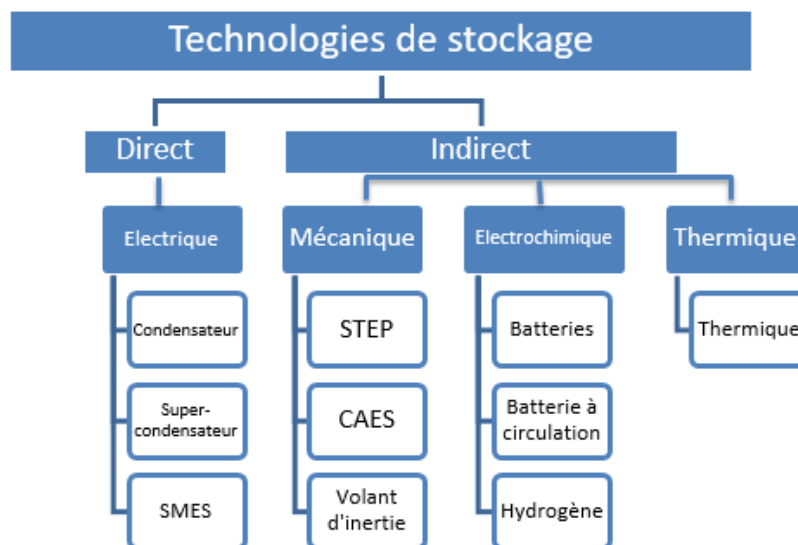 Technologies de stockage
Direct
Indirect
Electrique
Mécanique
Electrochimique
Thermique
Condensateur
STEP
Batteries
Thermique
Super-
condensateur
CAES
Batterie à
circulation
SMES
Volant
d'inertie
Hydrogène